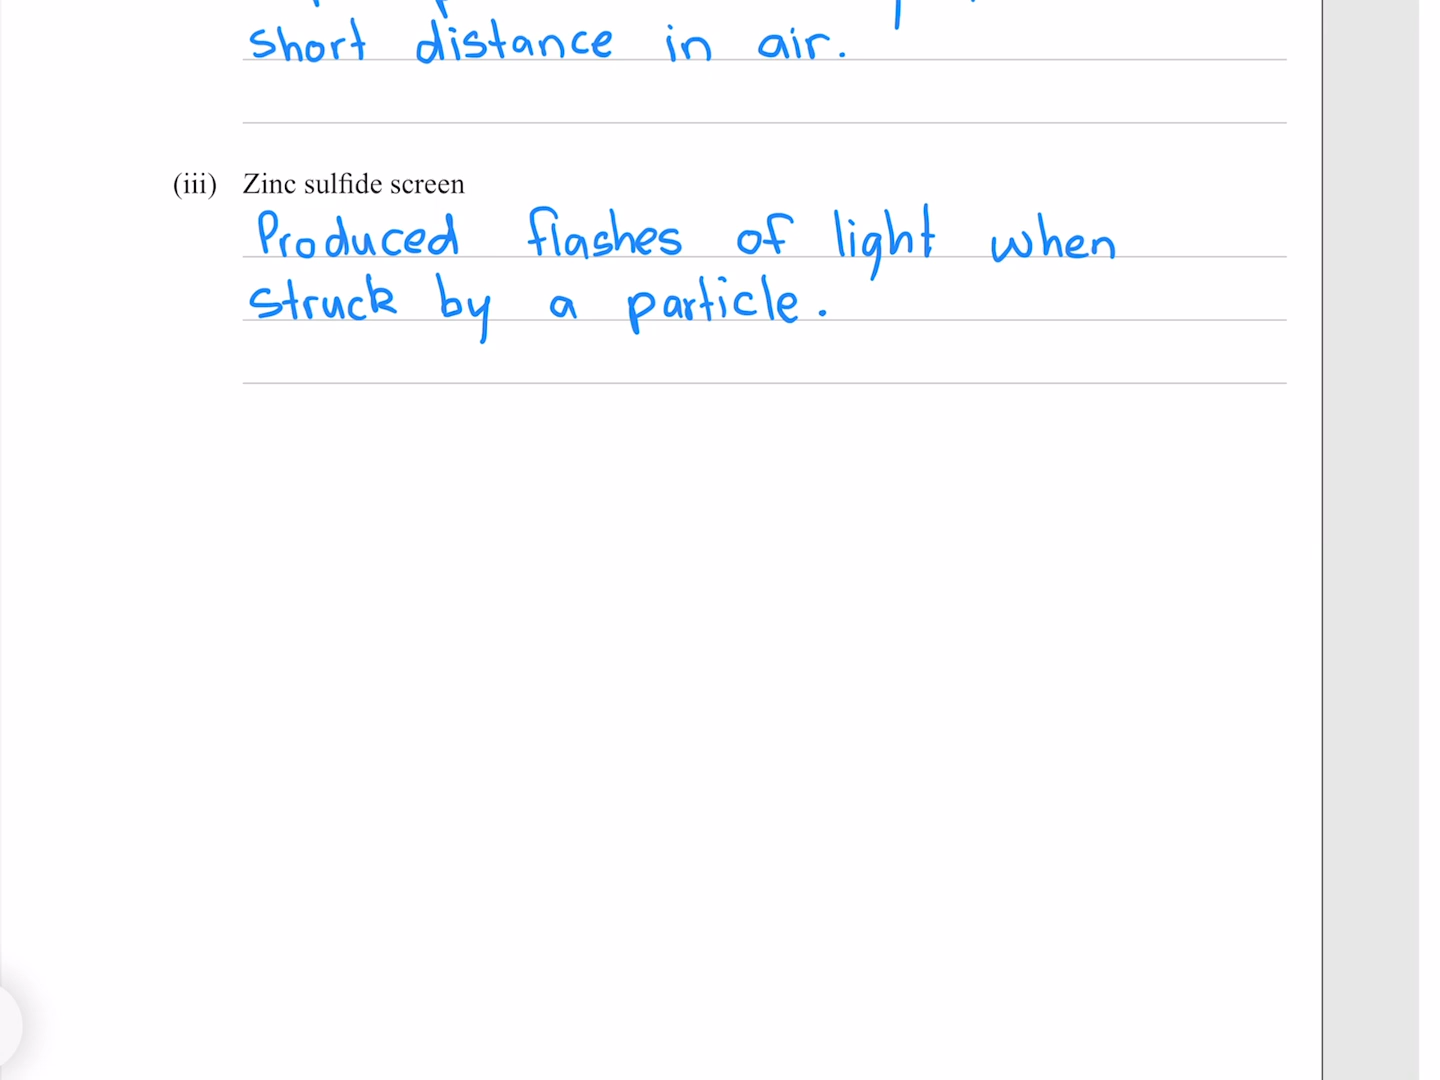 short distance in air.
(iii) Zinc sulfide screen
Produced flashes of light when
struck by a particle.